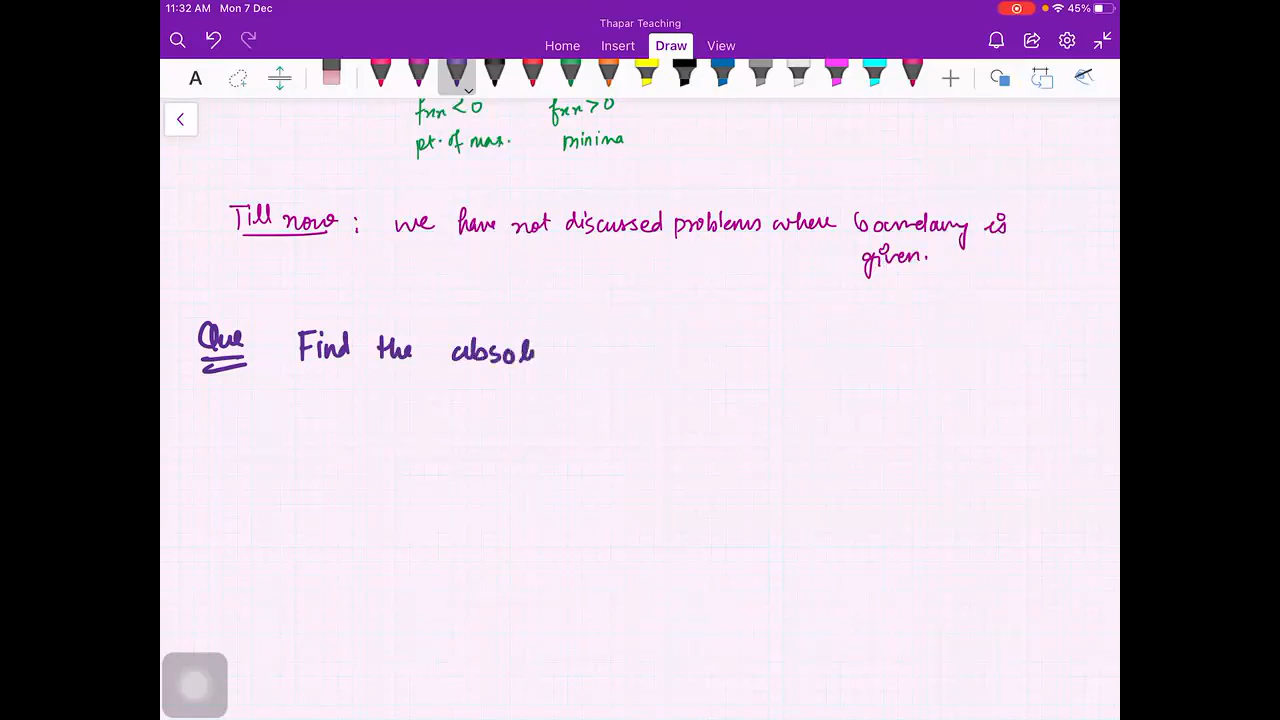 11:32 AM Mon 7 Dec
45%
Thapar Teaching
Home Insert Draw View
A
fxx < 0 fxx > 0
pt. of max. minima
Till now : we have not discussed problems where boundary is
given.
Que Find the absol